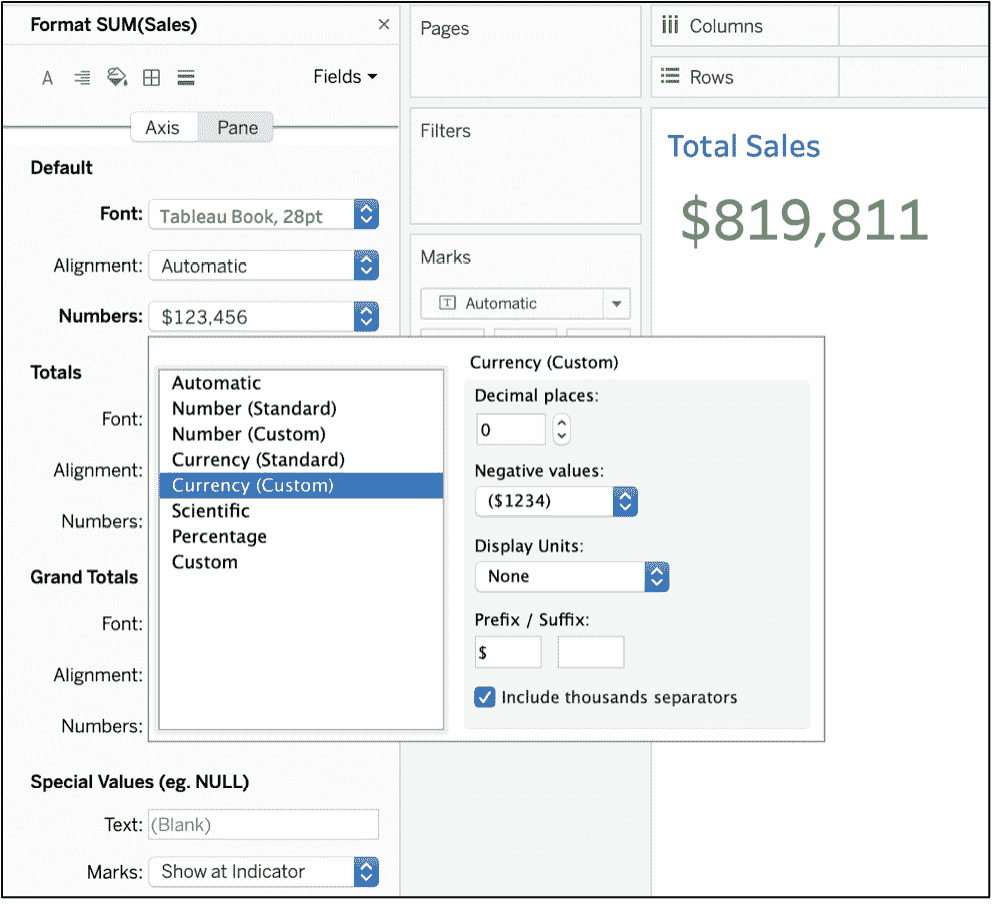 Format SUM(Sales) ×
A Fields
Axis Pane
Default
Font: Tableau Book, 28pt
Alignment: Automatic
Numbers: $123,456
Totals
Font:
Alignment:
Numbers:
Grand Totals
Font:
Alignment:
Numbers:
Special Values (eg. NULL)
Text: (Blank)
Marks: Show at Indicator
Automatic
Number (Standard)
Number (Custom)
Currency (Standard)
Currency (Custom)
Scientific
Percentage
Custom
Currency (Custom)
Decimal places:
0
Negative values:
($1234)
Display Units:
None
Prefix / Suffix:
$
Include thousands separators
Pages
Filters
Marks
T Automatic
Columns
Rows
Total Sales
$819,811